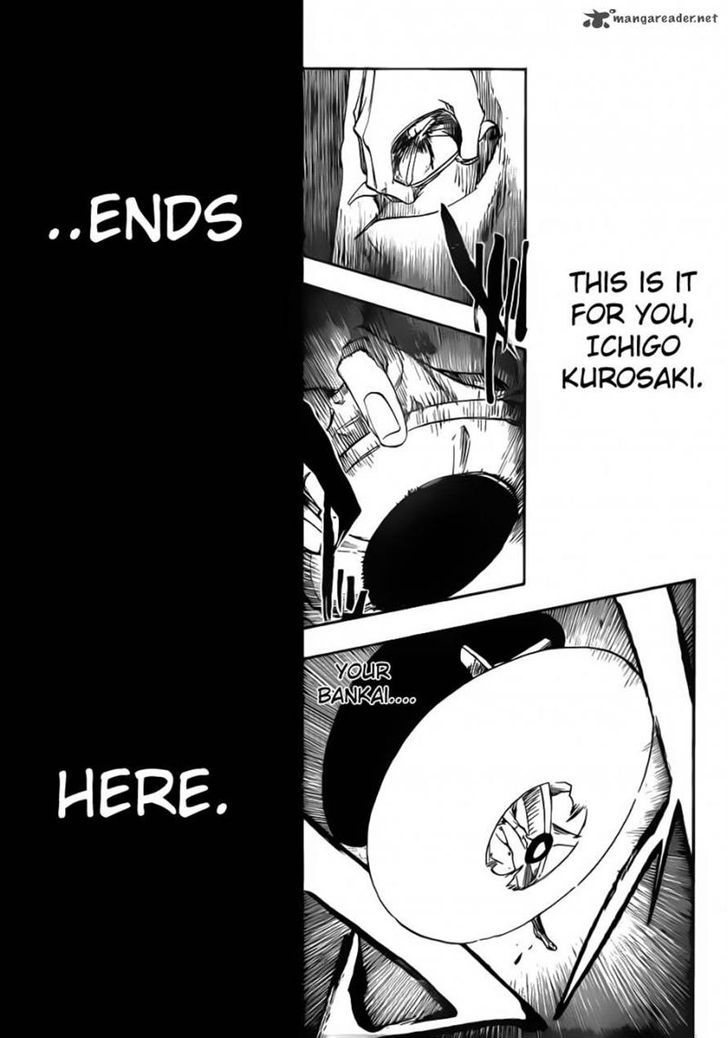 mangareader.net
THIS IS IT
FOR YOU,
ICHIGO
KUROSAKI.
YOUR
BANKAI....
..ENDS
HERE.